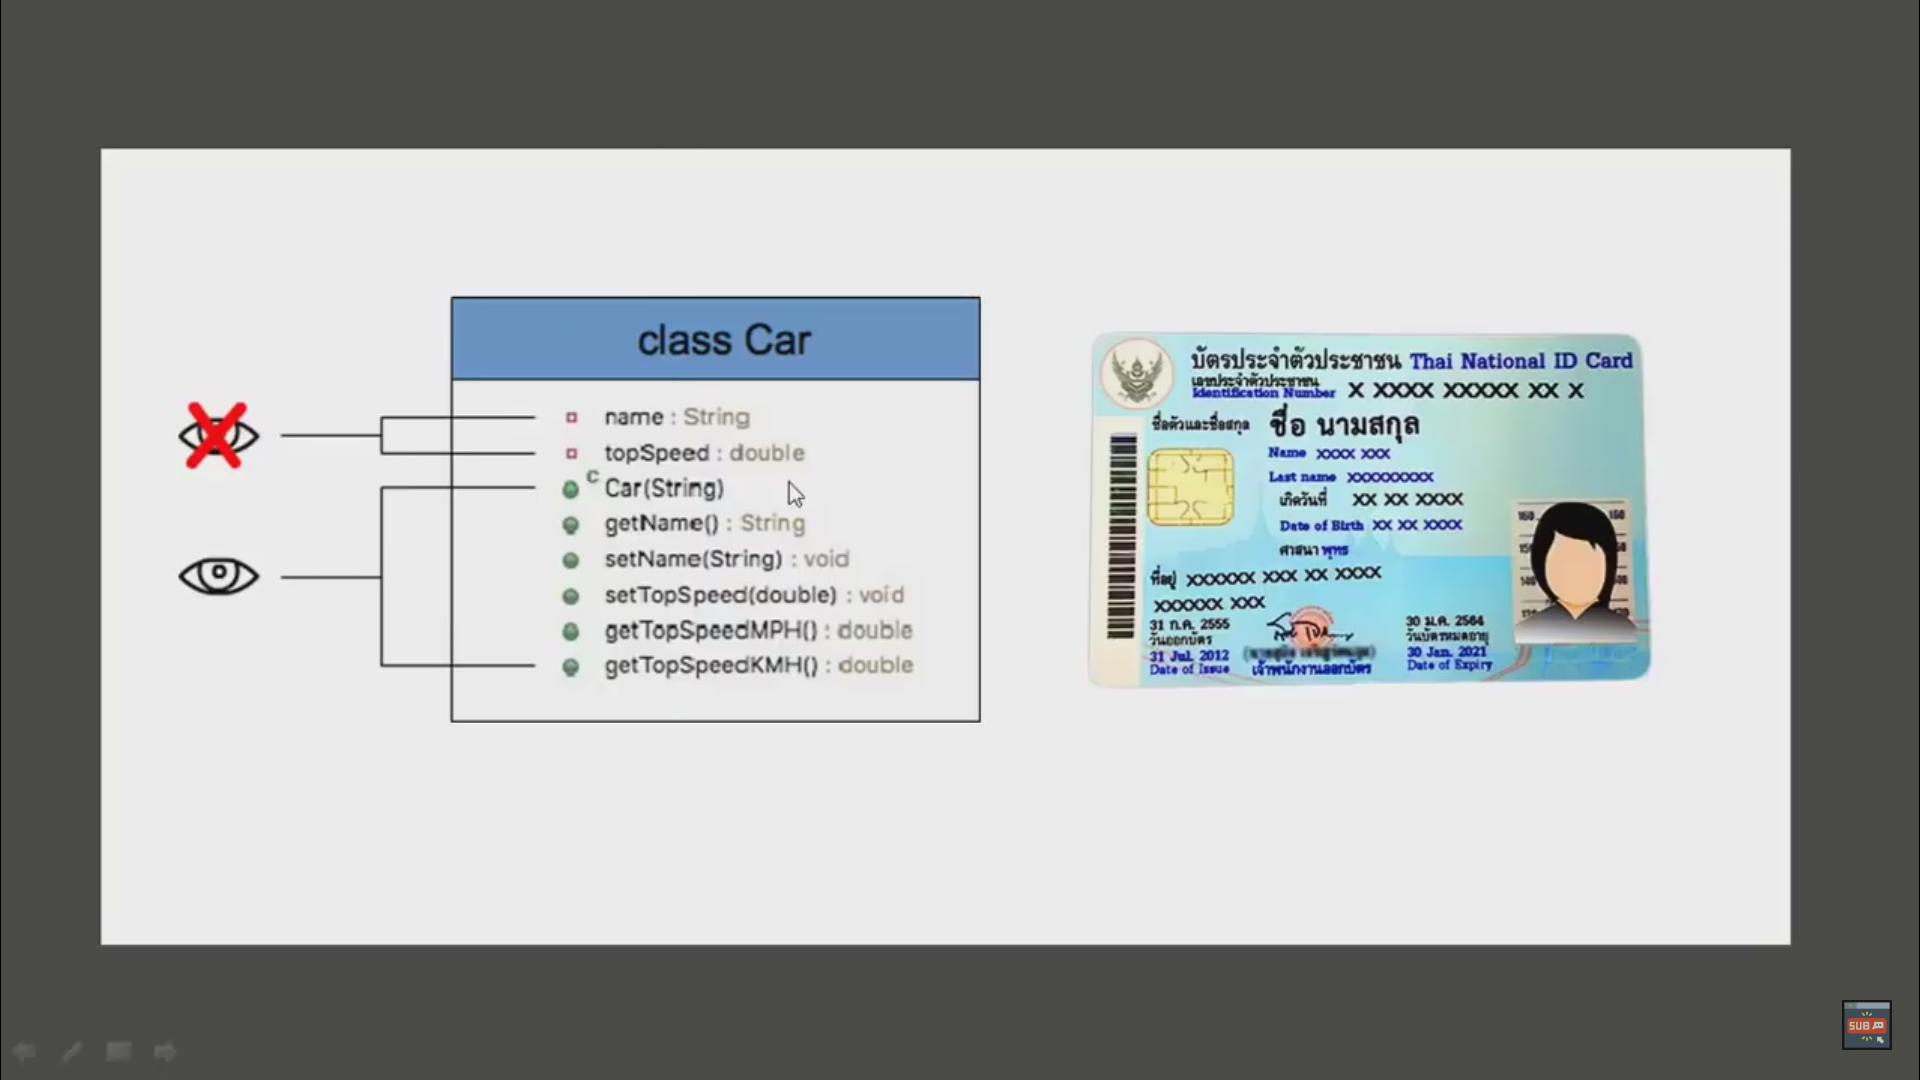 class Car
name : String
topSpeed : double
C Car(String)
getName() : String
setName(String) : void
setTopSpeed(double) : void
getTopSpeedMPH() : double
getTopSpeedKMH() : double
บัตรประจำตัวประชาชน Thai National ID Card
เลขประจำตัวประชาชน
Identification Number X XXXX XXXXX XX X
ชื่อตัวและชื่อสกุล ชื่อ นามสกุล
Name XXXX XXX
Last name XXXXXXXXXX
เกิดวันที่ XX XX XXXX
Date of Birth XX XX XXXX
ศาสนา พุทธ
ที่อยู่ XXXXXX XXX XX XXXX
XXXXXX XXX
31 ก.ค. 2555
วันออกบัตร
31 Jul. 2012
Date of Issue
เจ้าพนักงานออกบัตร
30 ม.ค. 2564
วันบัตรหมดอายุ
30 Jan. 2021
Date of Expiry
160 160
SUB